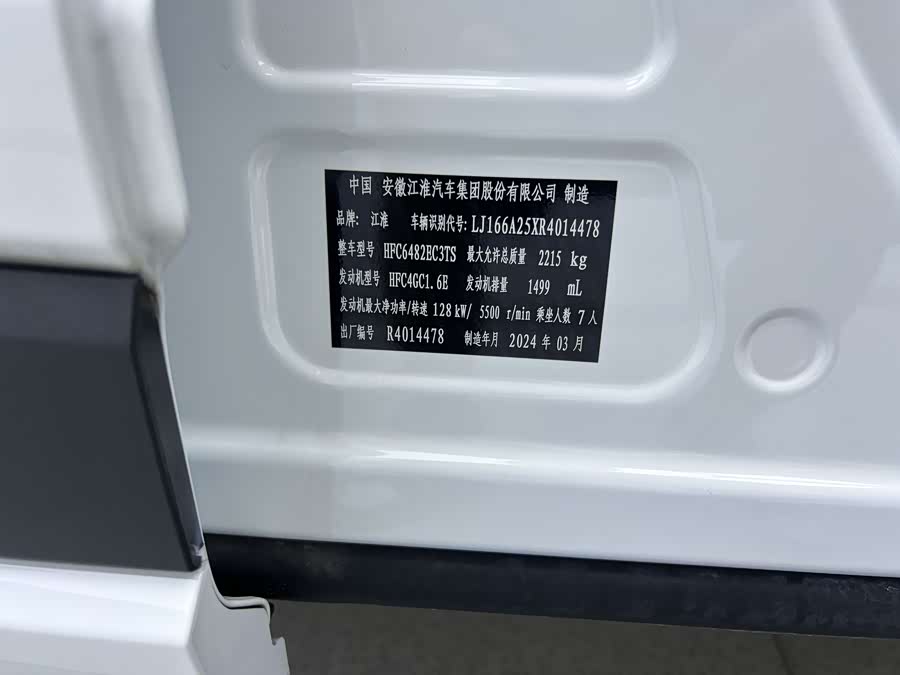 中国 安徽江淮汽车集团股份有限公司 制造
品牌: 江淮 车辆识别代号: LJ166A25XR4014478
整车型号 HFC6482EC3TS 最大允许总质量 2215 kg
发动机型号 HFC4GC1.6E 发动机排量 1499 mL
发动机最大净功率/转速 128 kW/ 5500 r/min 乘坐人数 7 人
出厂编号 R4014478 制造年月 2024 年 03 月